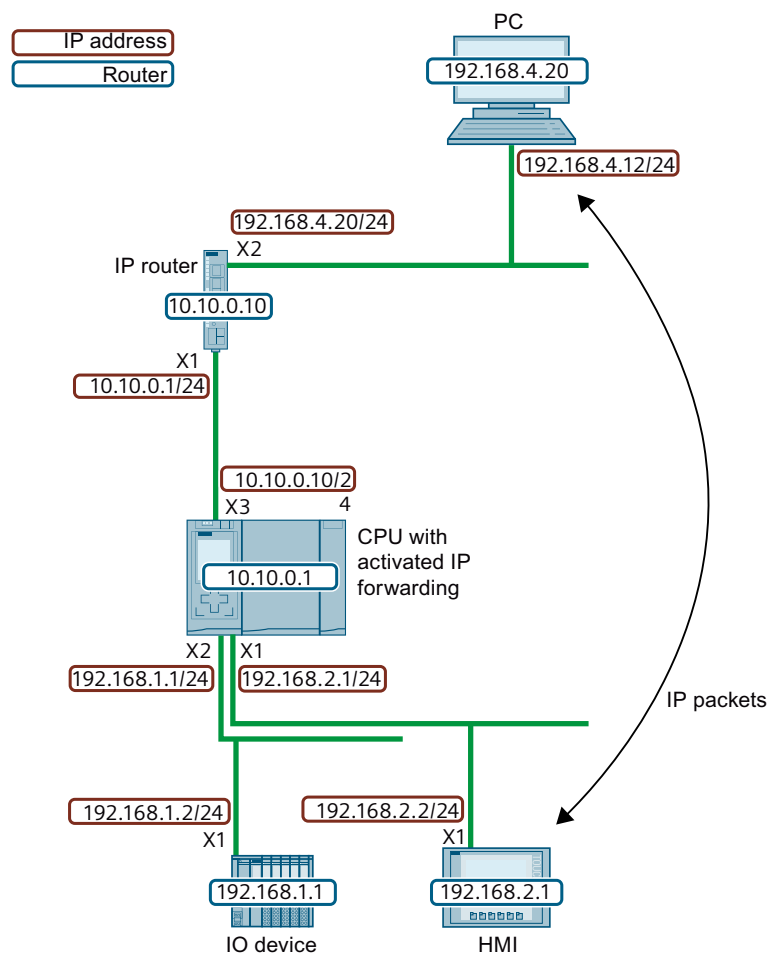 PC
IP address
Router
192.168.4.20
192.168.4.12/24
192.168.4.20/24
X2
IP router
10.10.0.10
X1
10.10.0.1/24
10.10.0.10/2
4
X3
CPU with
activated IP
forwarding
10.10.0.1
X2
X1
192.168.1.1/24
192.168.2.1/24
IP packets
192.168.1.2/24
192.168.2.2/24
X1
X1
192.168.1.1
192.168.2.1
IO device
HMI